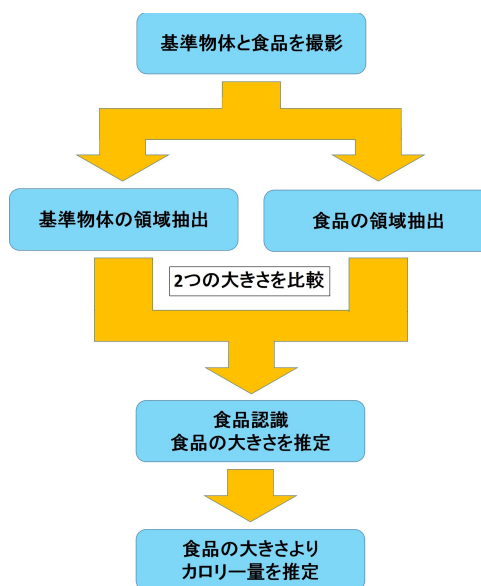 基準物体と食品を撮影
基準物体の領域抽出
食品の領域抽出
2つの大きさを比較
食品認識
食品の大きさを推定
食品の大きさより
カロリー量を推定